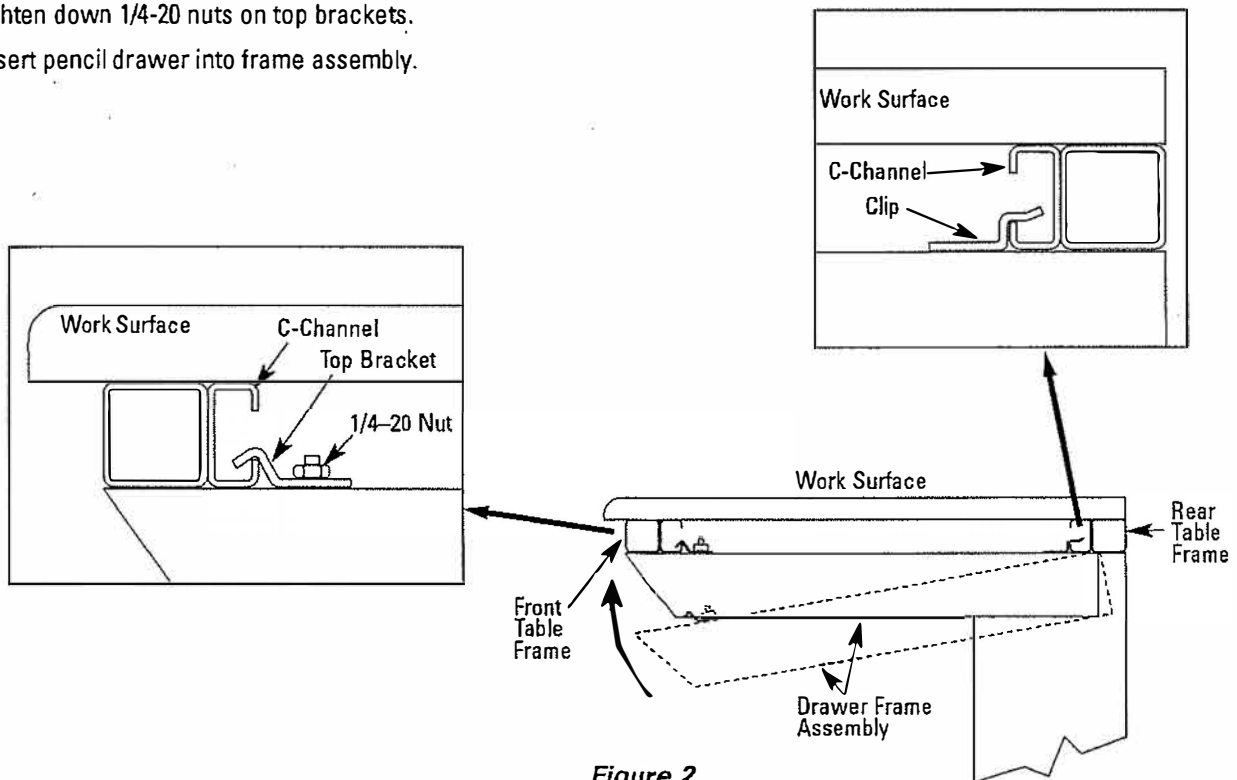 hten down 1/4-20 nuts on top brackets.
sert pencil drawer into frame assembly.
Work Surface
C-Channel
Clip
Work Surface
C-Channel
Top Bracket
1/4–20 Nut
Work Surface
Rear
Table
Frame
Front
Table
Frame
Drawer Frame
Assembly
Figure 2